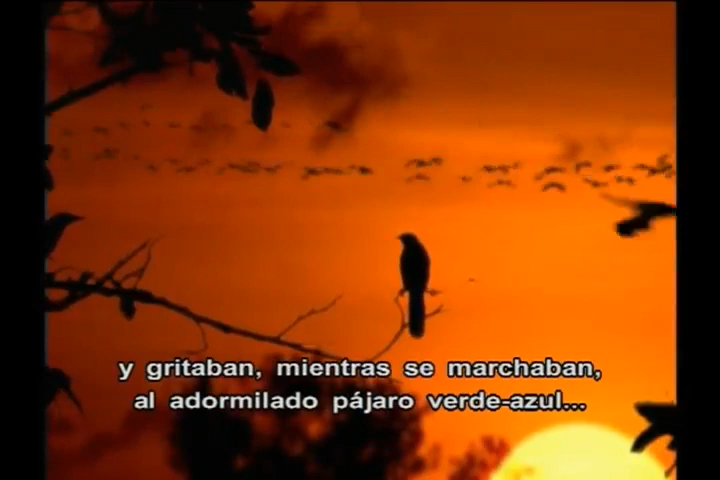 y gritaban, mientras se marchaban,
al adormilado pájaro verde-azul...